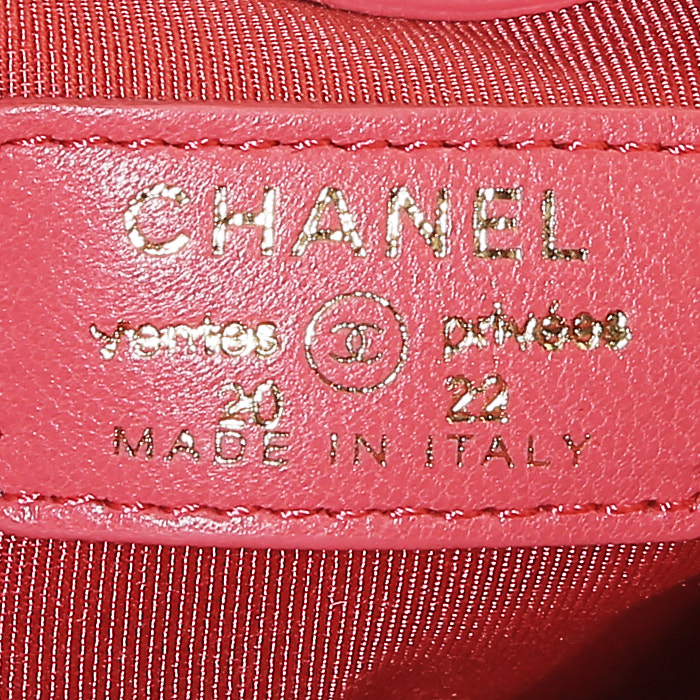 CHANEL
ventes privées
20 22
MADE IN ITALY